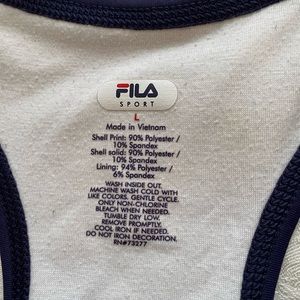 FILA
SPORT
L
Made in Vietnam
Shell Print: 90% Polyester /
10% Spandex
Shell solid: 90% Polyester /
10% Spandex
Lining: 94% Polyester /
6% Spandex
WASH INSIDE OUT.
MACHINE WASH COLD WITH
LIKE COLORS. GENTLE CYCLE.
ONLY NON-CHLORINE
BLEACH WHEN NEEDED.
TUMBLE DRY LOW.
REMOVE PROMPTLY.
COOL IRON IF NEEDED.
DO NOT IRON DECORATION.
RN#73277